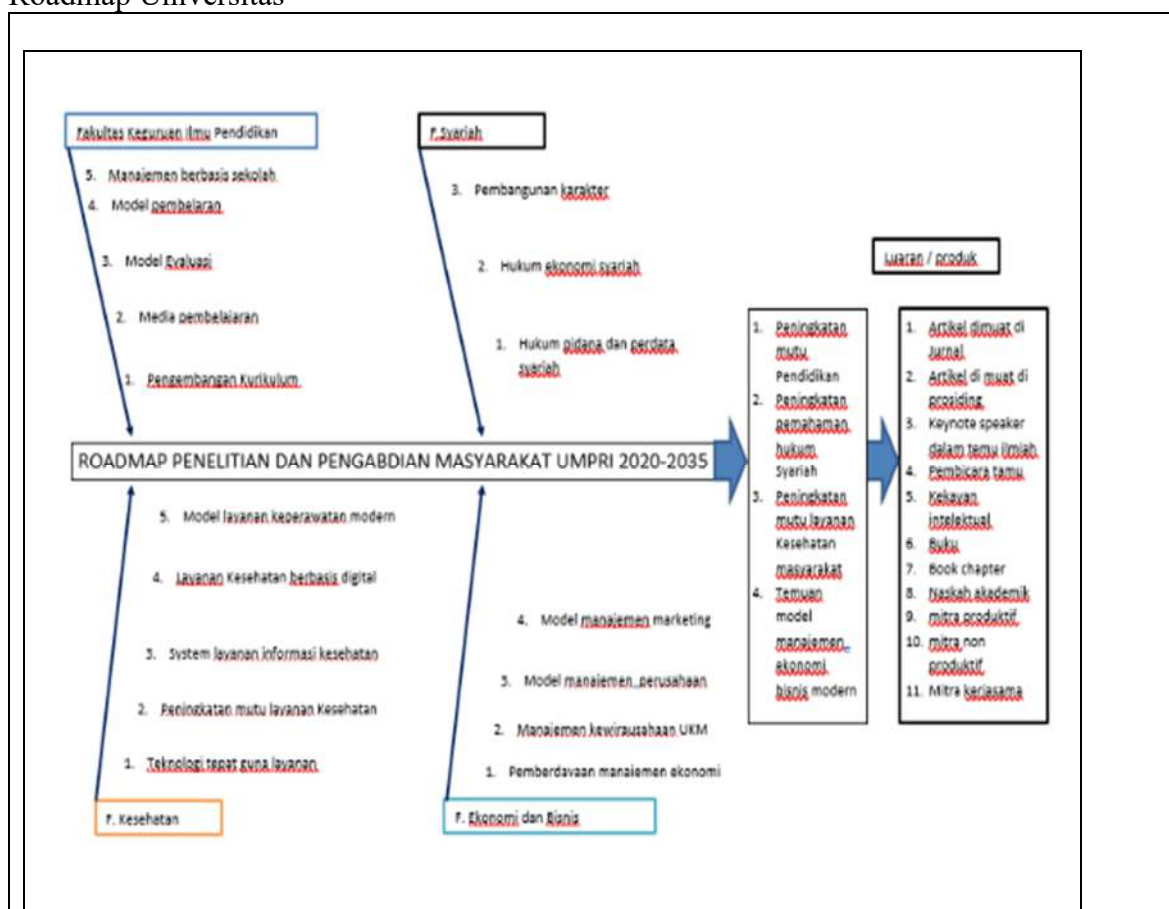 Roadmap Universitas
Fakultas Keguruan Ilmu Pendidikan
5. Manajemen berbasis sekolah
4. Model pembelaran
3. Model Evaluasi
2. Media pembelajaran
1. Pengembangan Kurikulum
F.Syariah
3. Pembangunan karakter
2. Hukum ekonomi syariah
1. Hukum pidana dan perdata
syariah
ROADMAP PENELITIAN DAN PENGABDIAN MASYARAKAT UMPRI 2020-2035
5. Model layanan keperawatan modern
4. Layanan Kesehatan berbasis digital
3. System layanan informasi kesehatan
2. Peningkatan mutu layanan Kesehatan
1. Teknologi tepat guna layanan
F. Kesehatan
4. Model manajemen marketing
3. Model manajemen perusahaan
2. Manajemen kewirausahaan UKM
1. Pemberdayaan manajemen ekonomi
F. Ekonomi dan Bisnis
1. Peningkatan
mutu
Pendidikan
2. Peningkatan
pemahaman
hukum
Syariah
3. Peningkatan
mutu layanan
Kesehatan
masyarakat
4. Temuan
model
manajemen
ekonomi
bisnis modern
Luaran / produk
1. Artikel dimuat di
Jurnal
2. Artikel di muat di
prosiding
3. Keynote speaker
dalam temu ilmiah
4. Pembicara tamu
5. Kekayan
intelektual
6. Buku
7. Book chapter
8. Naskah akademik
9. mitra produktif
10. mitra non
produktif
11. Mitra kerjasama